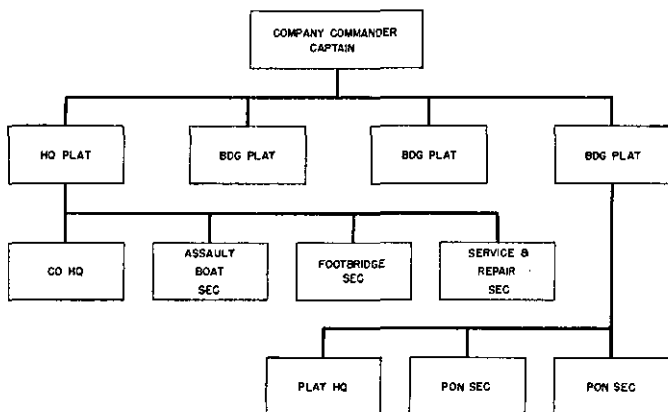 COMPANY COMMANDER
CAPTAIN
HQ PLAT
BDG PLAT
BDG PLAT
BDG PLAT
CO HQ
ASSAULT
BOAT
SEC
FOOTBRIDGE
SEC
SERVICE &
REPAIR
SEC
PLAT HQ
PON SEC
PON SEC